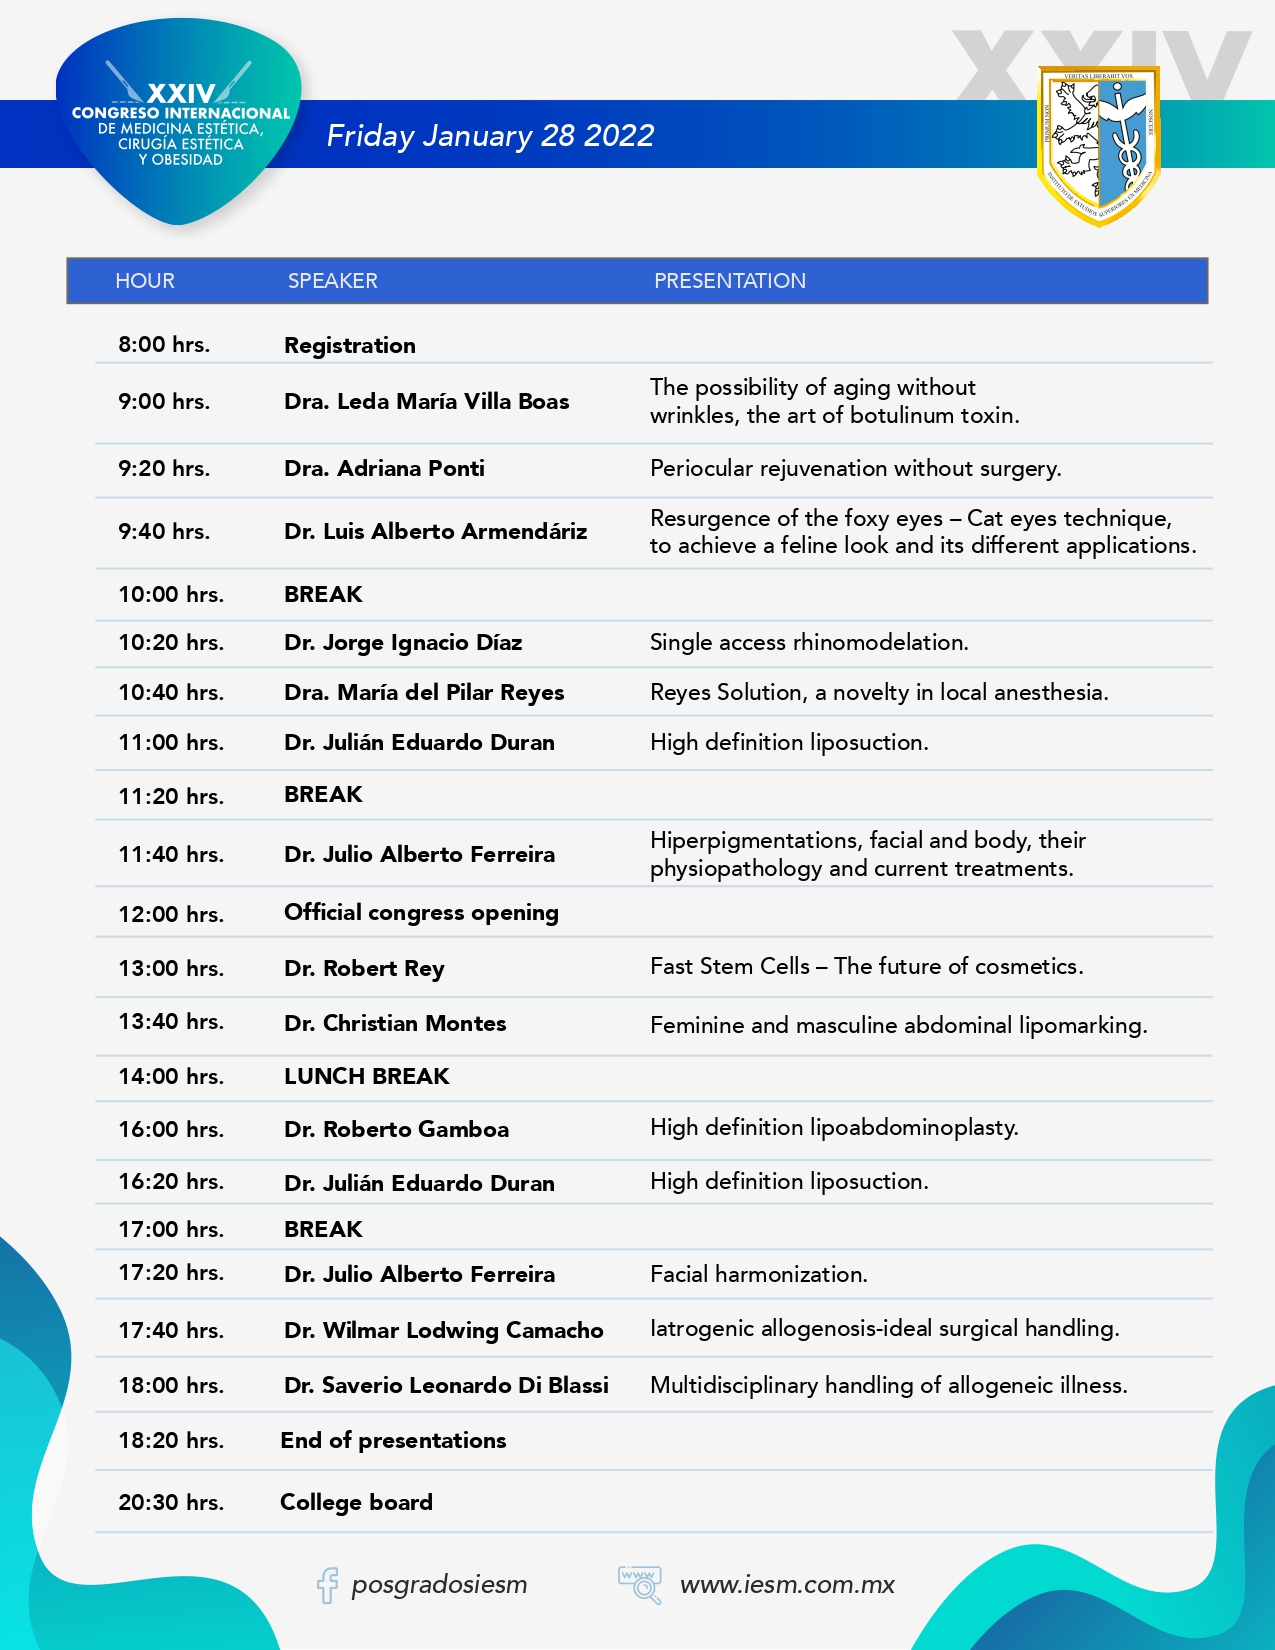 XXIV
XXIV
CONGRESO INTERNACIONAL
DE MEDICINA ESTÉTICA,
CIRUGÍA ESTÉTICA
Y OBESIDAD
Friday January 28 2022
VERITAS LIBERABIT VOS
PRIMUM NON
NOSCERE
INSTITUTO DE ESTUDIOS SUPERIORES EN MEDICINA
HOUR SPEAKER PRESENTATION
8:00 hrs. Registration
9:00 hrs. Dra. Leda María Villa Boas The possibility of aging without
wrinkles, the art of botulinum toxin.
9:20 hrs. Dra. Adriana Ponti Periocular rejuvenation without surgery.
9:40 hrs. Dr. Luis Alberto Armendáriz Resurgence of the foxy eyes – Cat eyes technique,
to achieve a feline look and its different applications.
10:00 hrs. BREAK
10:20 hrs. Dr. Jorge Ignacio Díaz Single access rhinomodelation.
10:40 hrs. Dra. María del Pilar Reyes Reyes Solution, a novelty in local anesthesia.
11:00 hrs. Dr. Julián Eduardo Duran High definition liposuction.
11:20 hrs. BREAK
11:40 hrs. Dr. Julio Alberto Ferreira Hiperpigmentations, facial and body, their
physiopathology and current treatments.
12:00 hrs. Official congress opening
13:00 hrs. Dr. Robert Rey Fast Stem Cells – The future of cosmetics.
13:40 hrs. Dr. Christian Montes Feminine and masculine abdominal lipomarking.
14:00 hrs. LUNCH BREAK
16:00 hrs. Dr. Roberto Gamboa High definition lipoabdominoplasty.
16:20 hrs. Dr. Julián Eduardo Duran High definition liposuction.
17:00 hrs. BREAK
17:20 hrs. Dr. Julio Alberto Ferreira Facial harmonization.
17:40 hrs. Dr. Wilmar Lodwing Camacho Iatrogenic allogenosis-ideal surgical handling.
18:00 hrs. Dr. Saverio Leonardo Di Blassi Multidisciplinary handling of allogeneic illness.
18:20 hrs. End of presentations
20:30 hrs. College board
posgradosiesm
www
www.iesm.com.mx